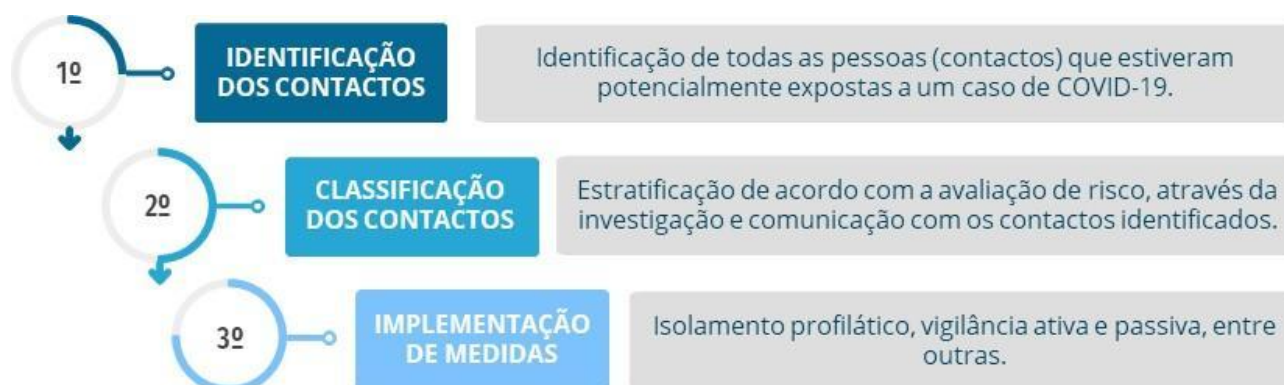 1º
IDENTIFICAÇÃO
DOS CONTACTOS
Identificação de todas as pessoas (contactos) que estiveram
potencialmente expostas a um caso de COVID-19.
2º
CLASSIFICAÇÃO
DOS CONTACTOS
Estratificação de acordo com a avaliação de risco, através da
investigação e comunicação com os contactos identificados.
3º
IMPLEMENTAÇÃO
DE MEDIDAS
Isolamento profilático, vigilância ativa e passiva, entre
outras.